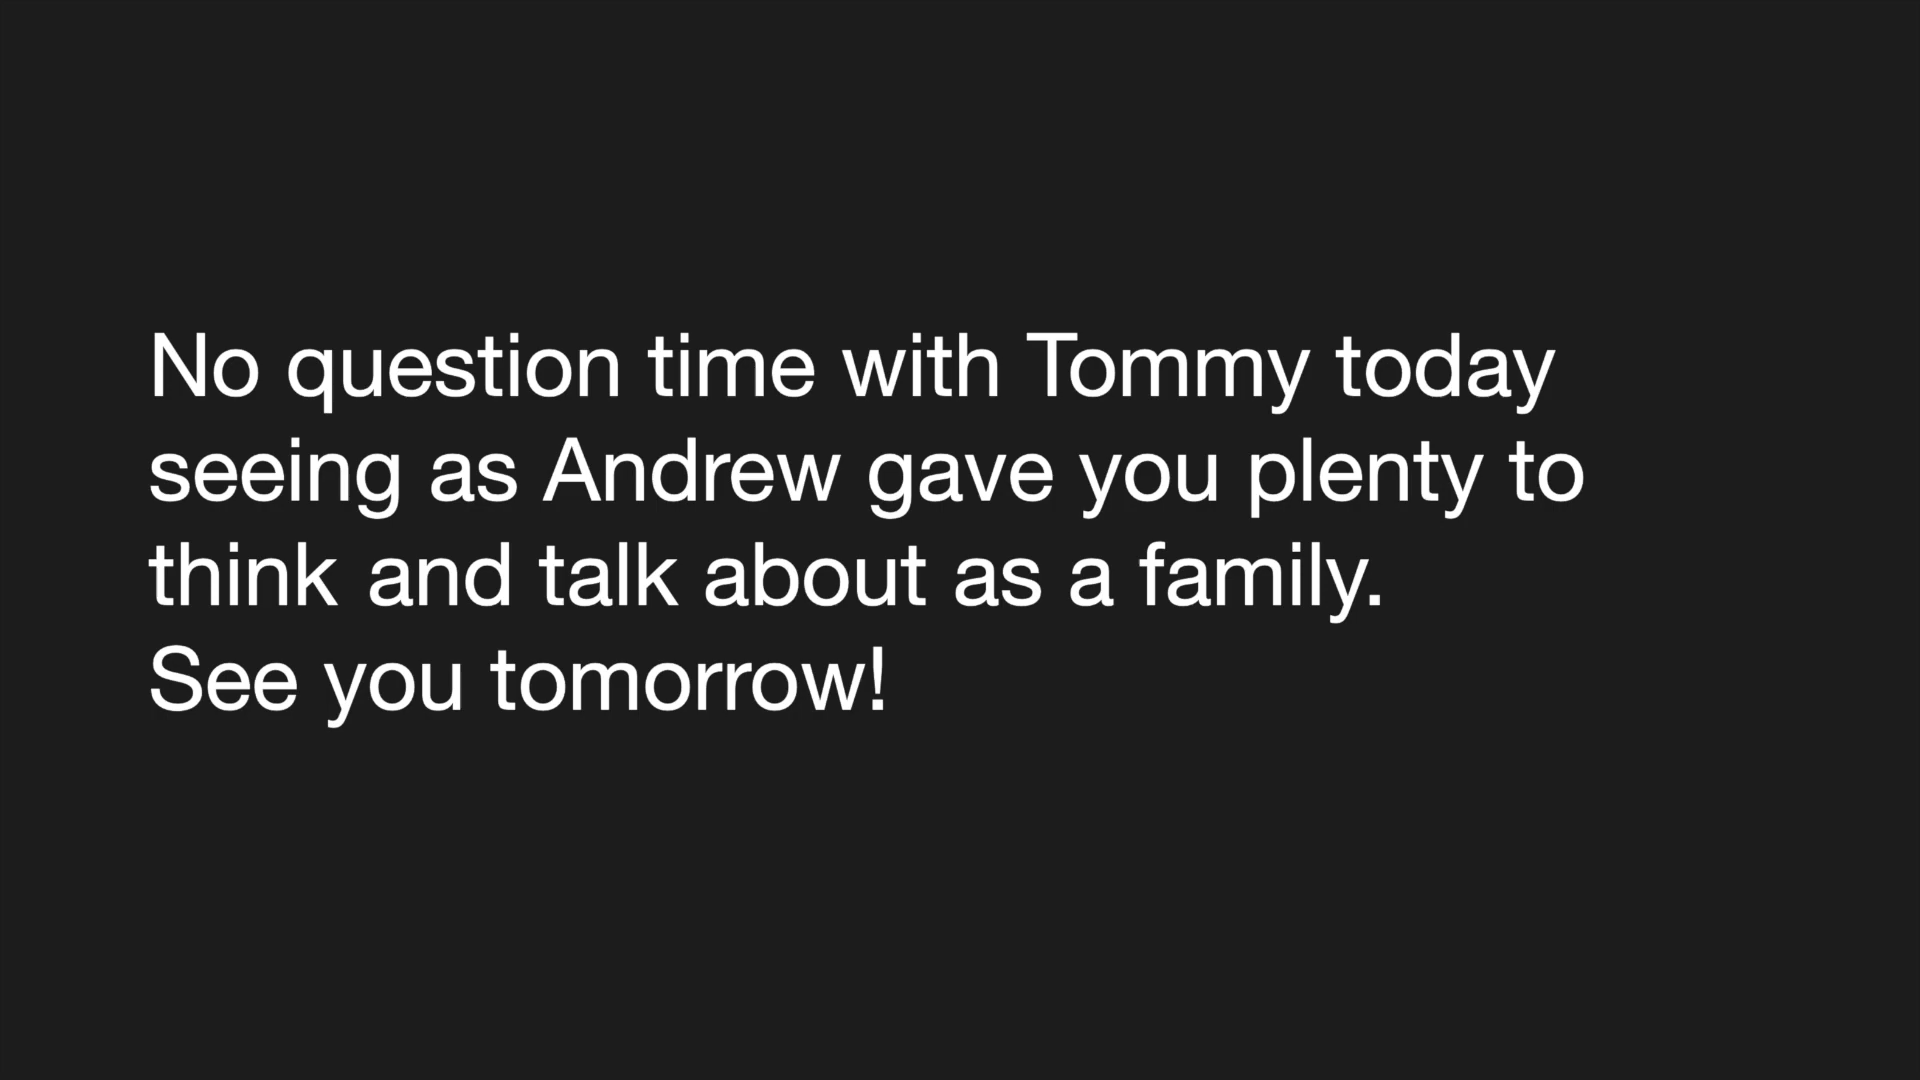 No question time with Tommy today
seeing as Andrew gave you plenty to
think and talk about as a family.
See you tomorrow!